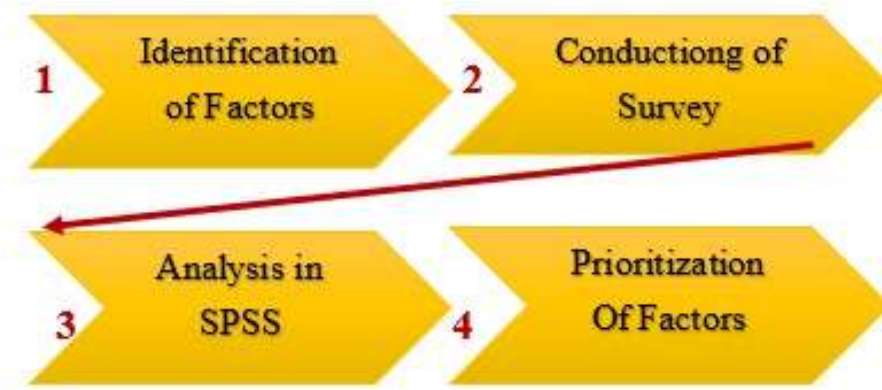 1
Identification
of Factors
2
Conductiong of
Survey
3
Analysis in
SPSS
4
Prioritization
Of Factors